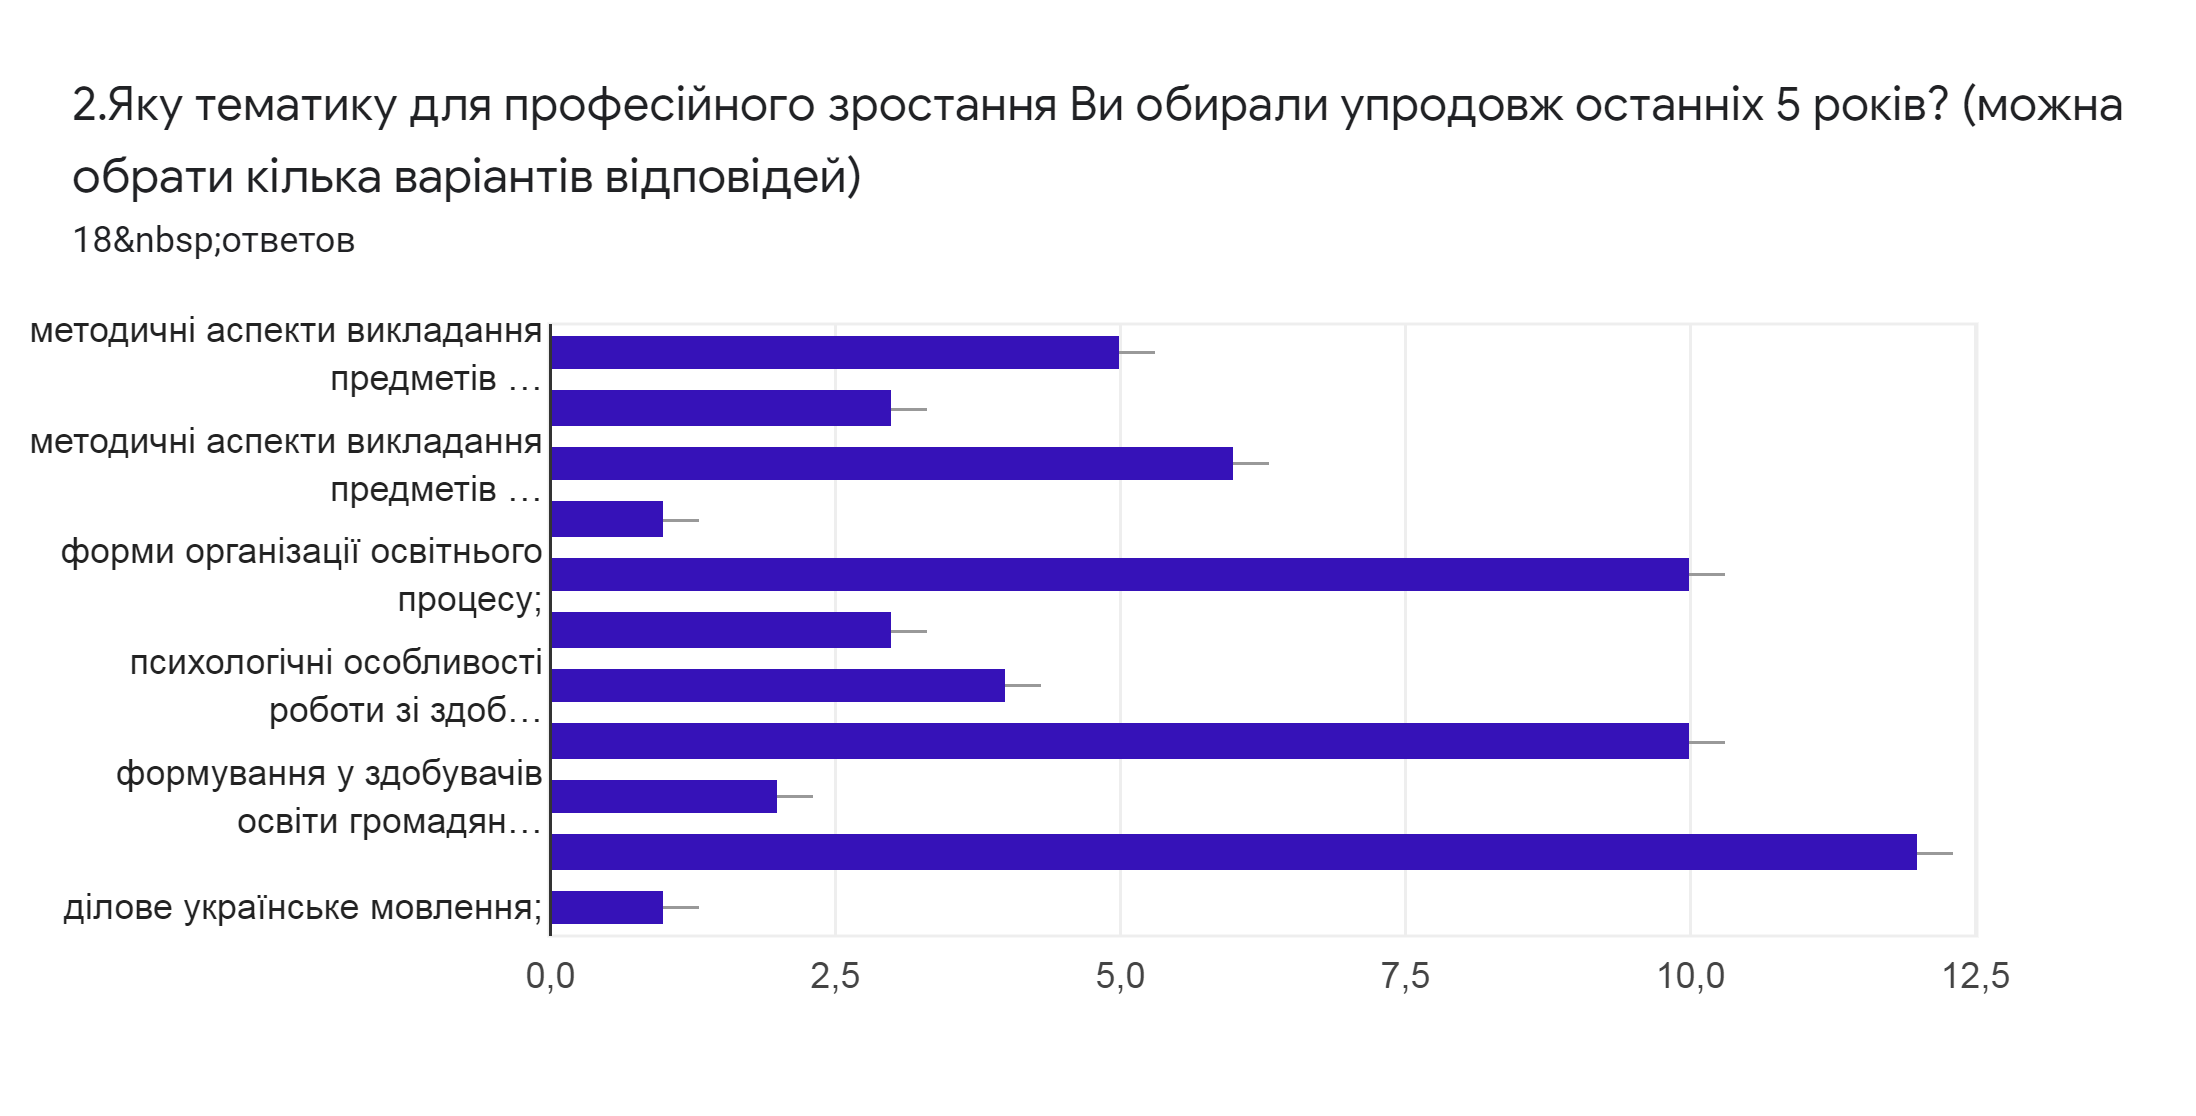 2.Яку тематику для професійного зростання Ви обирали упродовж останніх 5 років? (можна
обрати кілька варіантів відповідей)
18&nbsp;ответов
методичні аспекти викладання
предметів …
методичні аспекти викладання
предметів …
форми організації освітнього
процесу;
психологічні особливості
роботи зі здоб…
формування у здобувачів
освіти громадян…
ділове українське мовлення;
0,0 2,5 5,0 7,5 10,0 12,5